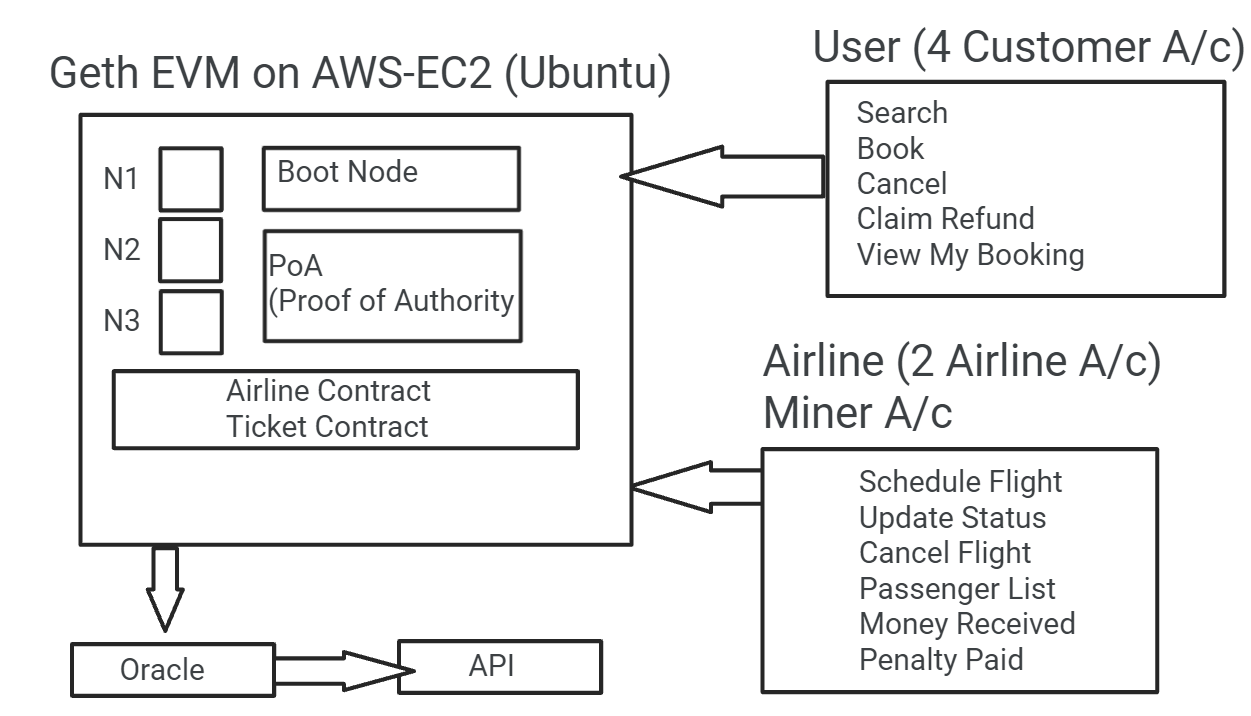 Geth EVM on AWS-EC2 (Ubuntu)
N1
Boot Node
N2
PoA
(Proof of Authority
N3
Airline Contract
Ticket Contract
Oracle
API
User (4 Customer A/c)
Search
Book
Cancel
Claim Refund
View My Booking
Airline (2 Airline A/c)
Miner A/c
Schedule Flight
Update Status
Cancel Flight
Passenger List
Money Received
Penalty Paid